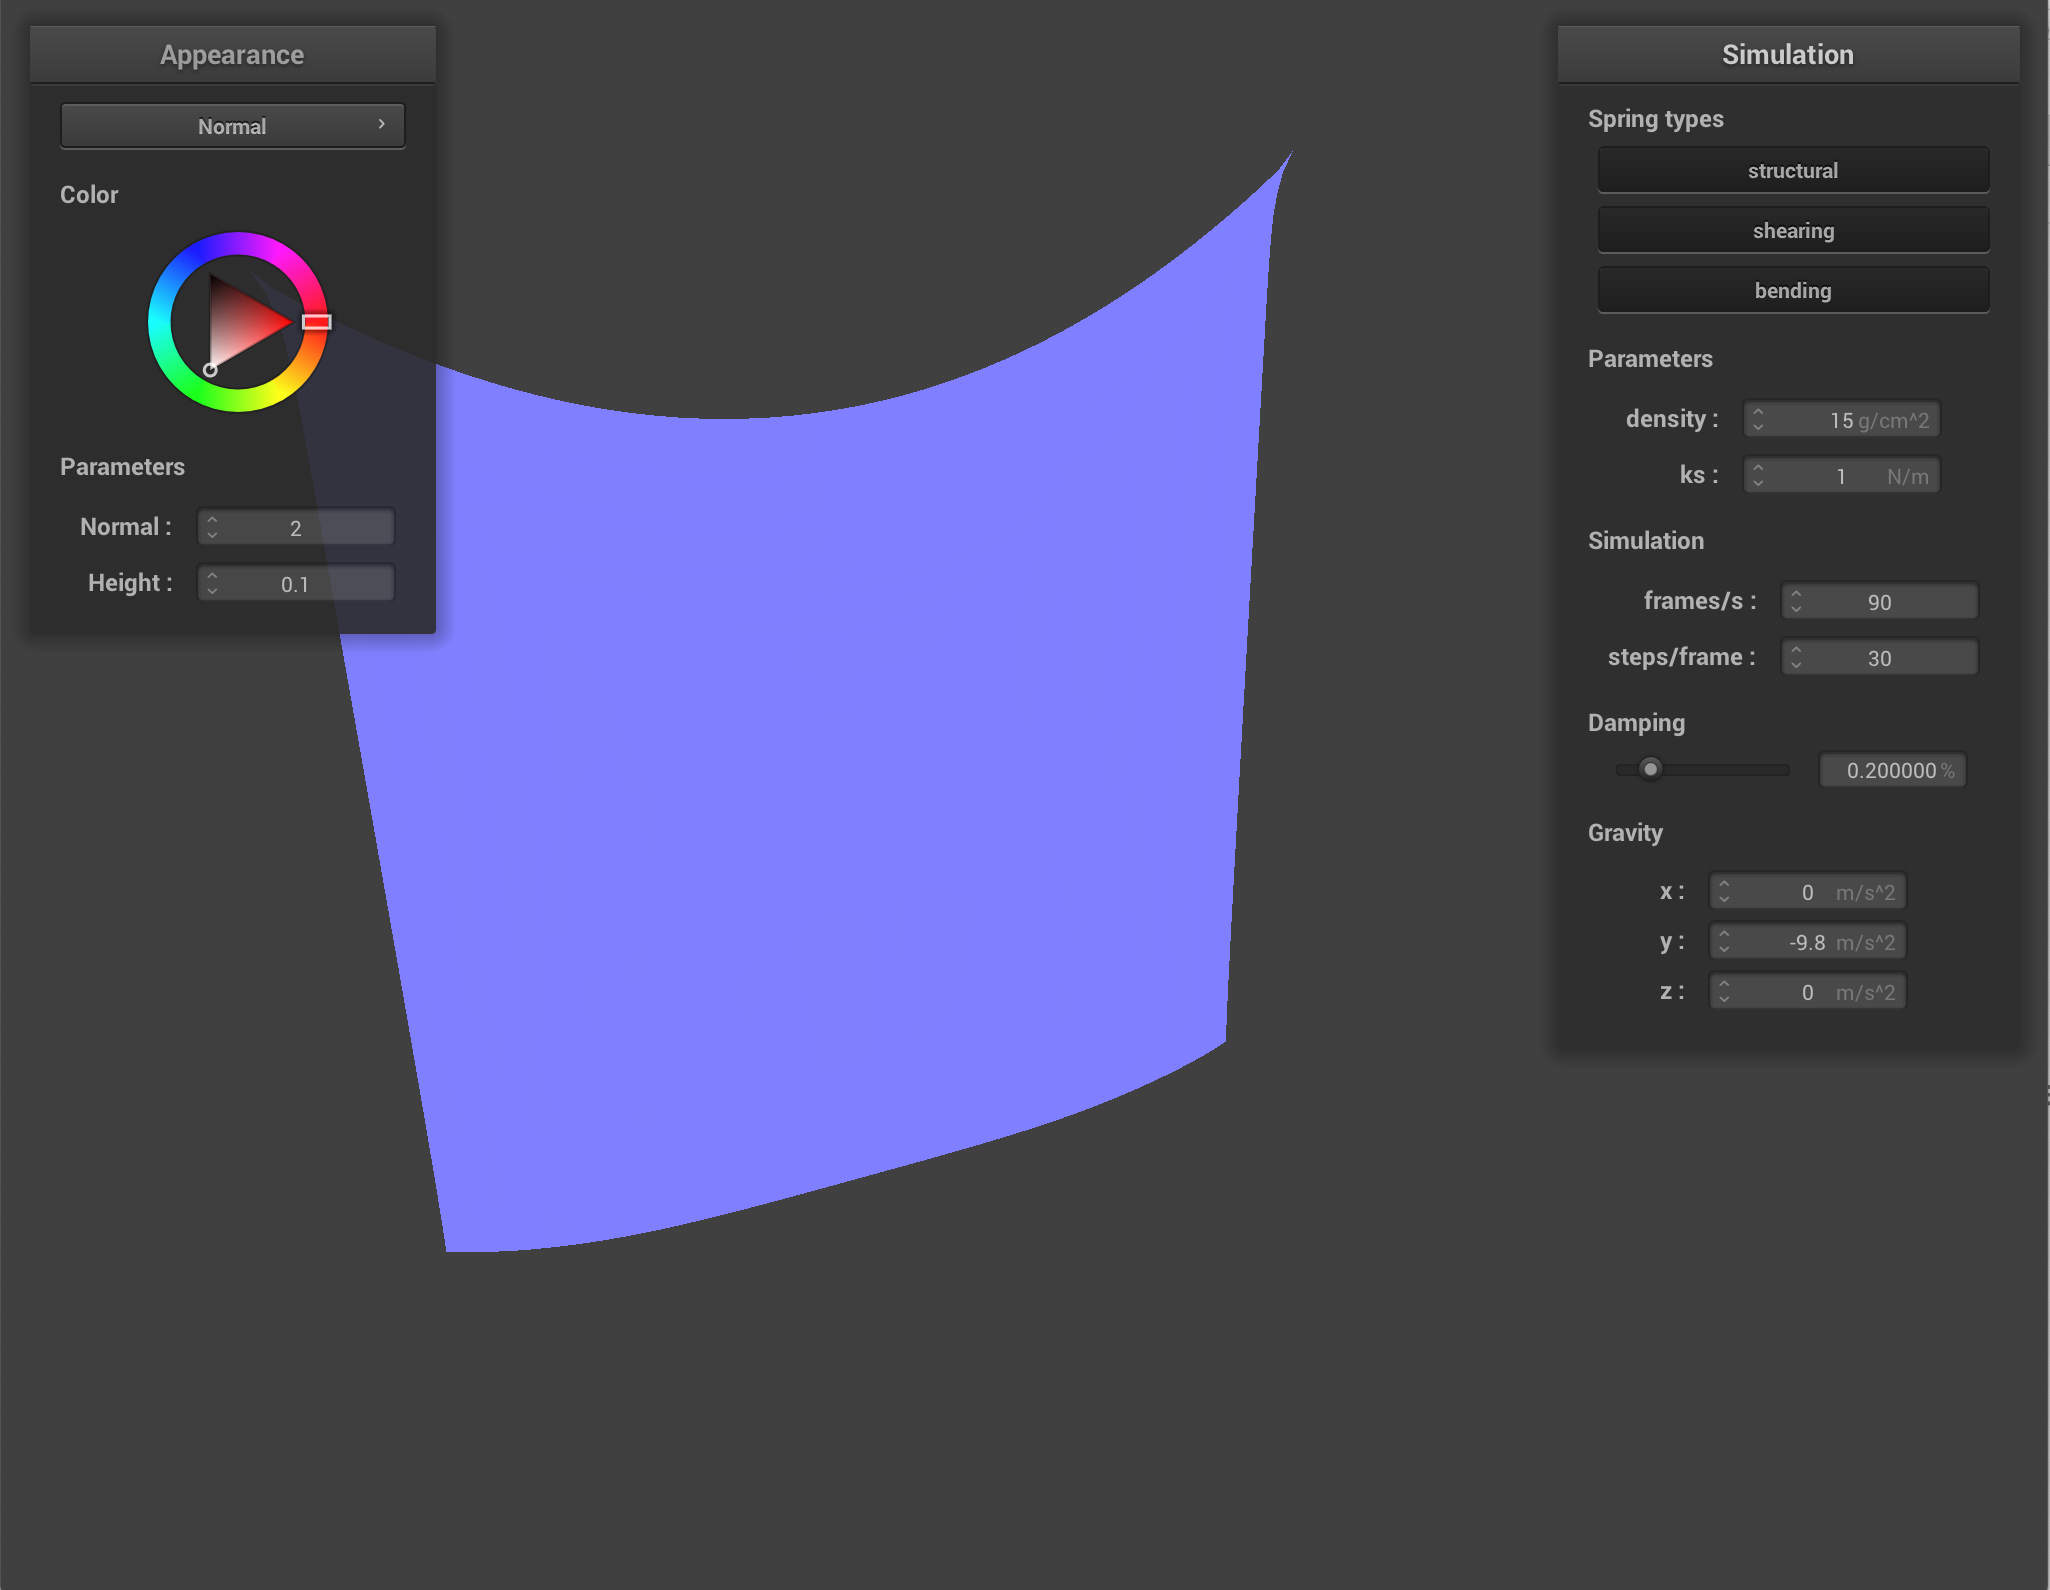 Appearance
Normal
Color
Parameters
Normal : 2
Height : 0.1
Simulation
Spring types
structural
shearing
bending
Parameters
density : 15 g/cm^2
ks : 1 N/m
Simulation
frames/s : 90
steps/frame : 30
Damping
0.200000 %
Gravity
x : 0 m/s^2
y : -9.8 m/s^2
z : 0 m/s^2